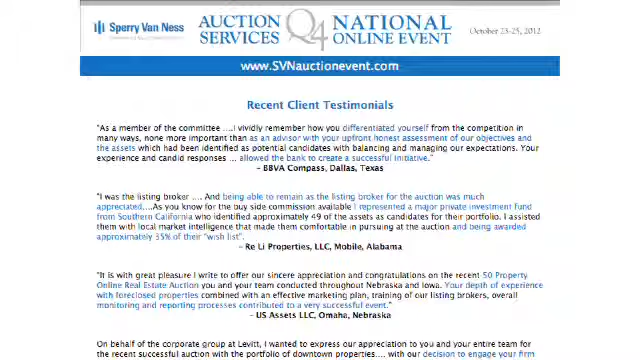 Sperry Van Ness
AUCTION SERVICES Q4 NATIONAL ONLINE EVENT
October 23-25, 2012
www.SVNauctionevent.com
Recent Client Testimonials
"As a member of the committee ....I vividly remember how you differentiated yourself from the competition in
many ways, none more important than as an advisor with your upfront honest assessment of our objectives and
the assets which had been identified as potential candidates with balancing and managing our expectations. Your
experience and candid responses ... allowed the bank to create a successful initiative."
– BBVA Compass, Dallas, Texas
"I was the listing broker .... And being able to remain as the listing broker for the auction was much
appreciated....As you know for the buy side commission available I represented a major private investment fund
from Southern California who identified approximately 49 of the assets as candidates for their portfolio. I assisted
them with local market intelligence that made them comfortable in pursuing at the auction and being awarded
approximately 35% of their "wish list".
– Re Li Properties, LLC, Mobile, Alabama
"It is with great pleasure I write to offer our sincere appreciation and congratulations on the recent 50 Property
Online Real Estate Auction you and your team conducted throughout Nebraska and Iowa. Your depth of experience
with foreclosed properties combined with an effective marketing plan, training of our listing brokers, overall
monitoring and reporting processes contributed to a very successful event."
– US Assets LLC, Omaha, Nebraska
On behalf of the corporate group at Levitt, I wanted to express our appreciation to you and your entire team for
the recent successful auction with the portfolio of downtown properties.... with our decision to engage your firm